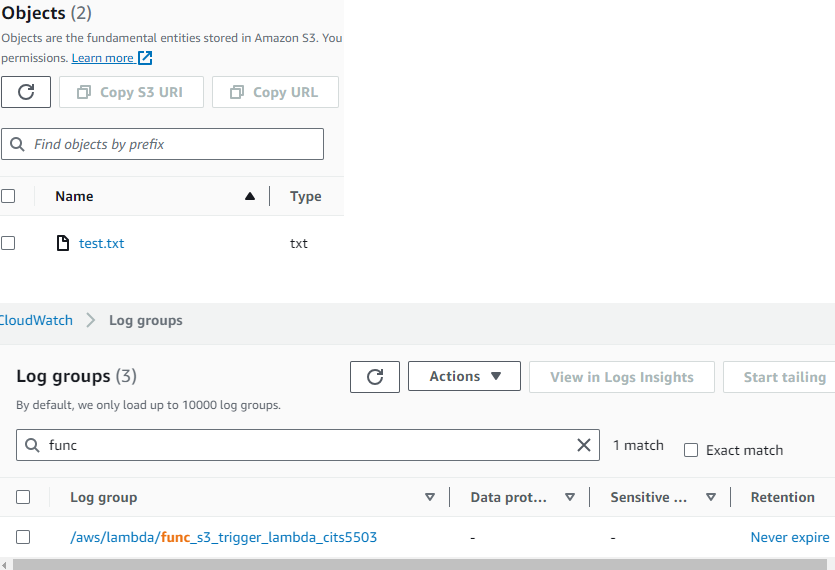 Objects (2)
Objects are the fundamental entities stored in Amazon S3. You
permissions. Learn more
Copy S3 URI Copy URL
Find objects by prefix
Name Type
test.txt txt
CloudWatch Log groups
Log groups (3) Actions View in Logs Insights Start tailing
By default, we only load up to 10000 log groups.
func 1 match Exact match
Log group Data prot... Sensitive ... Retention
/aws/lambda/func_s3_trigger_lambda_cits5503 - - Never expire